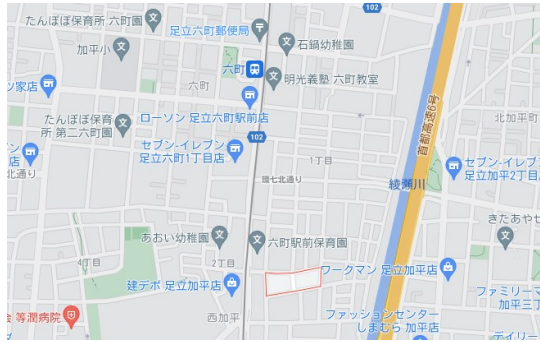 102
たんぽぽ保育所 六町園
足立六町郵便局
加平小
石鍋幼稚園
六町
六町
明光義塾 六町教室
ン家店
ローソン 足立六町駅前店
首都高速6号
たんぽぽ保育
所 第二六町園
北加平町
102
セブン-イレブン
足立六町1丁目店
ン
店
北通り
1丁目
セブン-イレブ
足立加平2丁目
環七北通り
綾瀬川
きたあやせ
あおい幼稚園
六町駅前保育園
4丁目
2丁目
ワークマン 足立加平店
建デポ 足立加平店
ファミリーマ
加平三丁
会 等潤病院
西加平
ファッションセンター
しまむら 加平店
デイリー